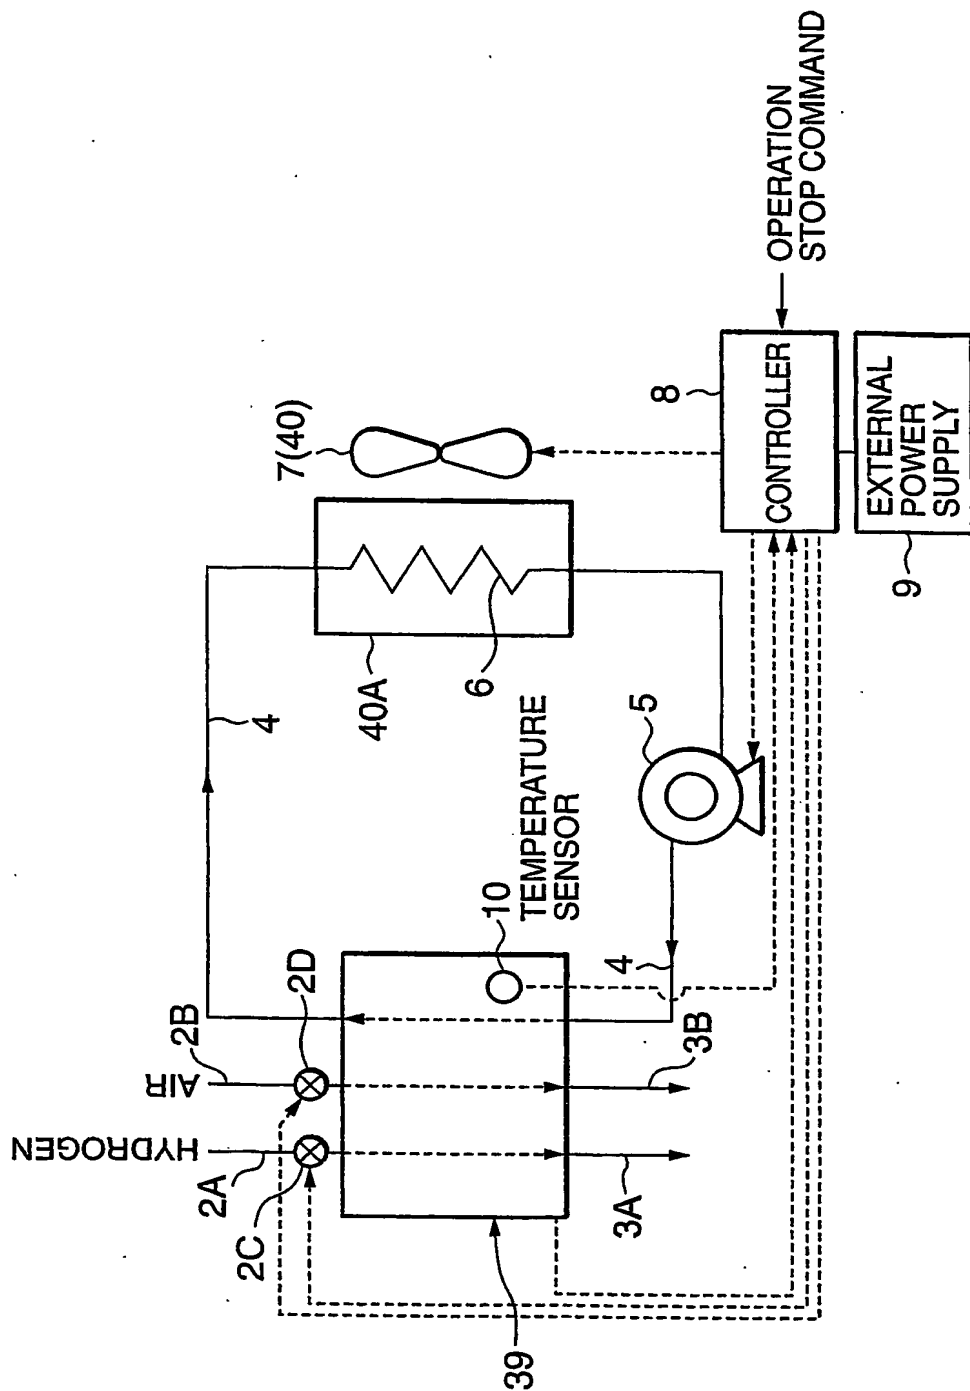 HYDROGEN
AIR
2A
2B
2C
2D
39
3A
3B
4
4
10
TEMPERATURE
SENSOR
5
40A
6
7(40)
8
CONTROLLER
OPERATION
STOP COMMAND
9
EXTERNAL
POWER
SUPPLY